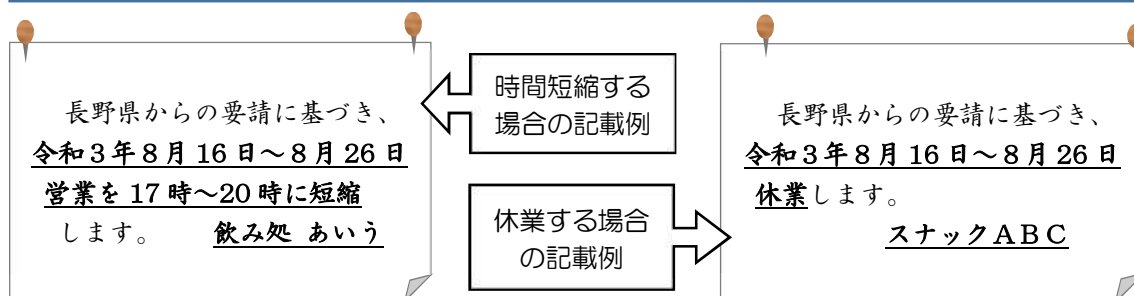 長野県からの要請に基づき、
令和3年8月16日～8月26日
営業を17時～20時に短縮
します。 飲み処 あいう
時間短縮する
場合の記載例
休業する場合
の記載例
長野県からの要請に基づき、
令和3年8月16日～8月26日
休業します。
スナックＡＢＣ